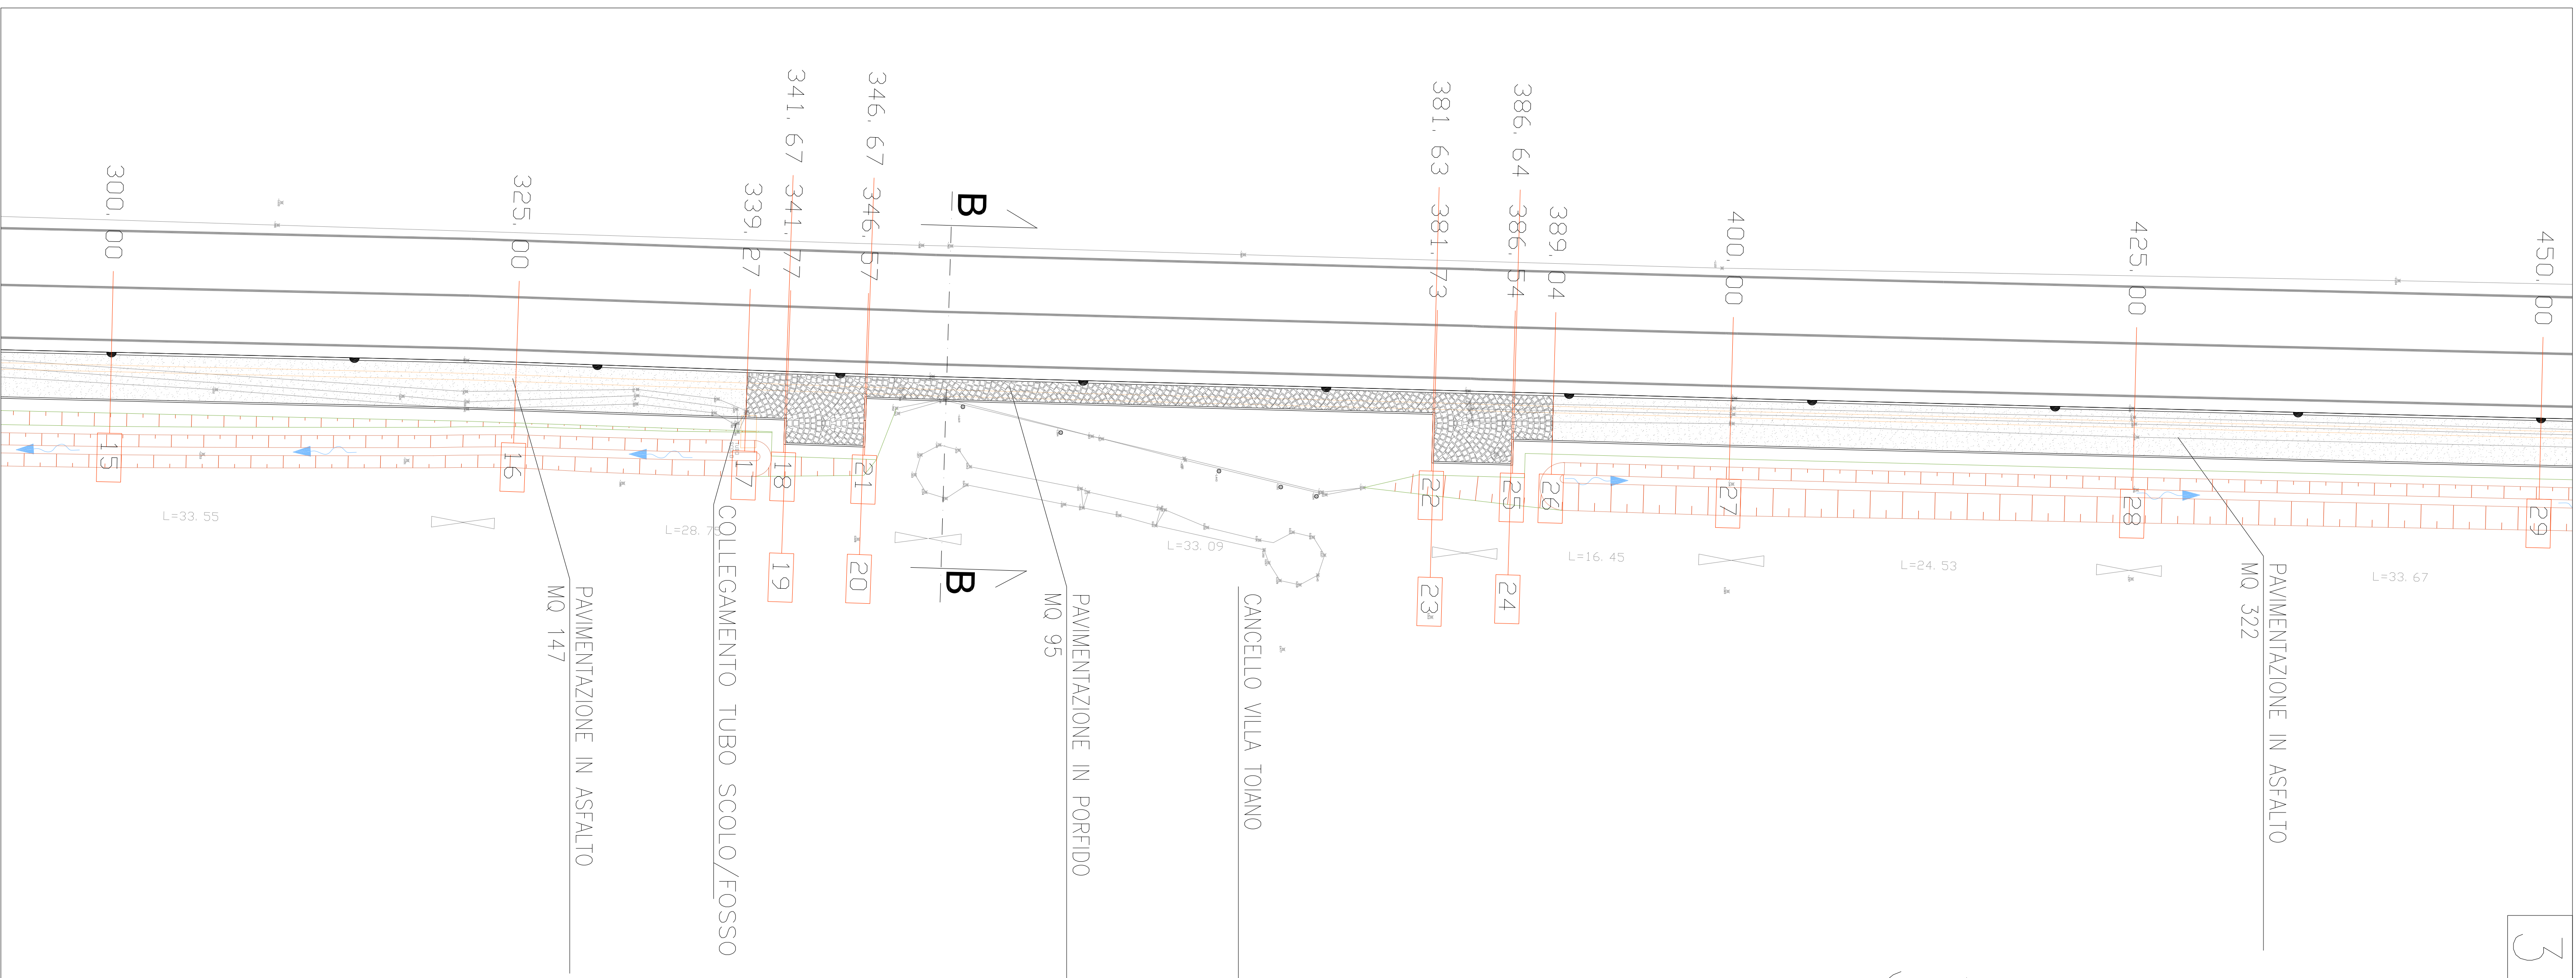 300.00
325.00
339.27
341.67
341.77
346.67
346.57
381.63
381.73
386.64
386.54
389.04
400.00
425.00
450.00
B
B
15
16
17
18
19
21
20
22
23
25
24
26
27
28
29
L=33.55
L=28.75
L=33.09
L=16.45
L=24.53
L=33.67
PAVIMENTAZIONE IN ASFALTO
MQ 147
COLLEGAMENTO TUBO SCOLO/FOSSO
PAVIMENTAZIONE IN PORFIDO
MQ 95
CANCELLO VILLA TOIANO
PAVIMENTAZIONE IN ASFALTO
MQ 322
3